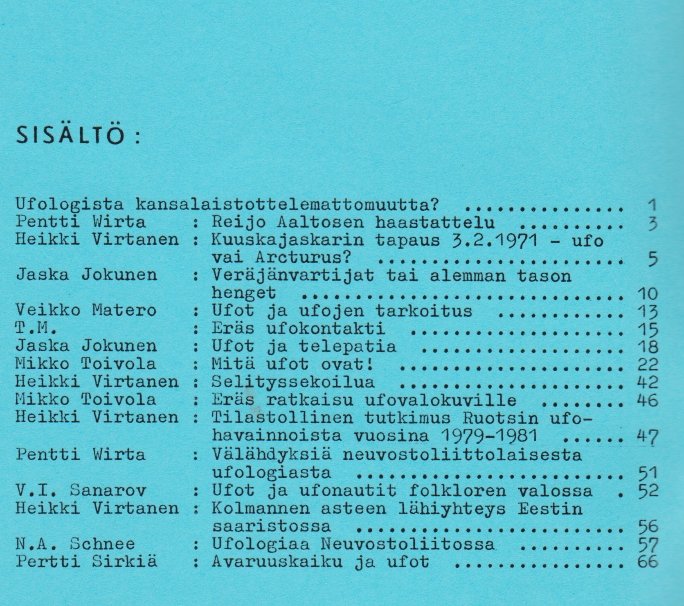 SISÄLTÖ:
Ufologista kansalaistottelemattomuutta? ............... 1
Pentti Wirta : Reijo Aaltosen haastattelu ............ 3
Heikki Virtanen : Kuuskajaskarin tapaus 3.2.1971 - ufo
vai Arcturus? ....................... 5
Jaska Jokunen : Veräjänvartijat tai alemman tason
henget .............................. 10
Veikko Matero : Ufot ja ufojen tarkoitus ............. 13
T.M. : Eräs ufokontakti ..................... 15
Jaska Jokunen : Ufot ja telepatia .................... 18
Mikko Toivola : Mitä ufot ovat! ...................... 22
Heikki Virtanen : Selityssekoilua ...................... 42
Mikko Toivola : Eräs ratkaisu ufovalokuville ......... 46
Heikki Virtanen : Tilastollinen tutkimus Ruotsin ufo-
havainnoista vuosina 1979-1981 ...... 47
Pentti Wirta : Välähdyksiä neuvostoliittolaisesta
ufologiasta ......................... 51
V.I. Sanarov : Ufot ja ufonautit folkloren valossa . 52
Heikki Virtanen : Kolmannen asteen lähiyhteys Eestin
saaristossa ......................... 56
N.A. Schnee : Ufologiaa Neuvostoliitossa ............ 57
Pertti Sirkiä : Avaruuskaiku ja ufot ................ 66